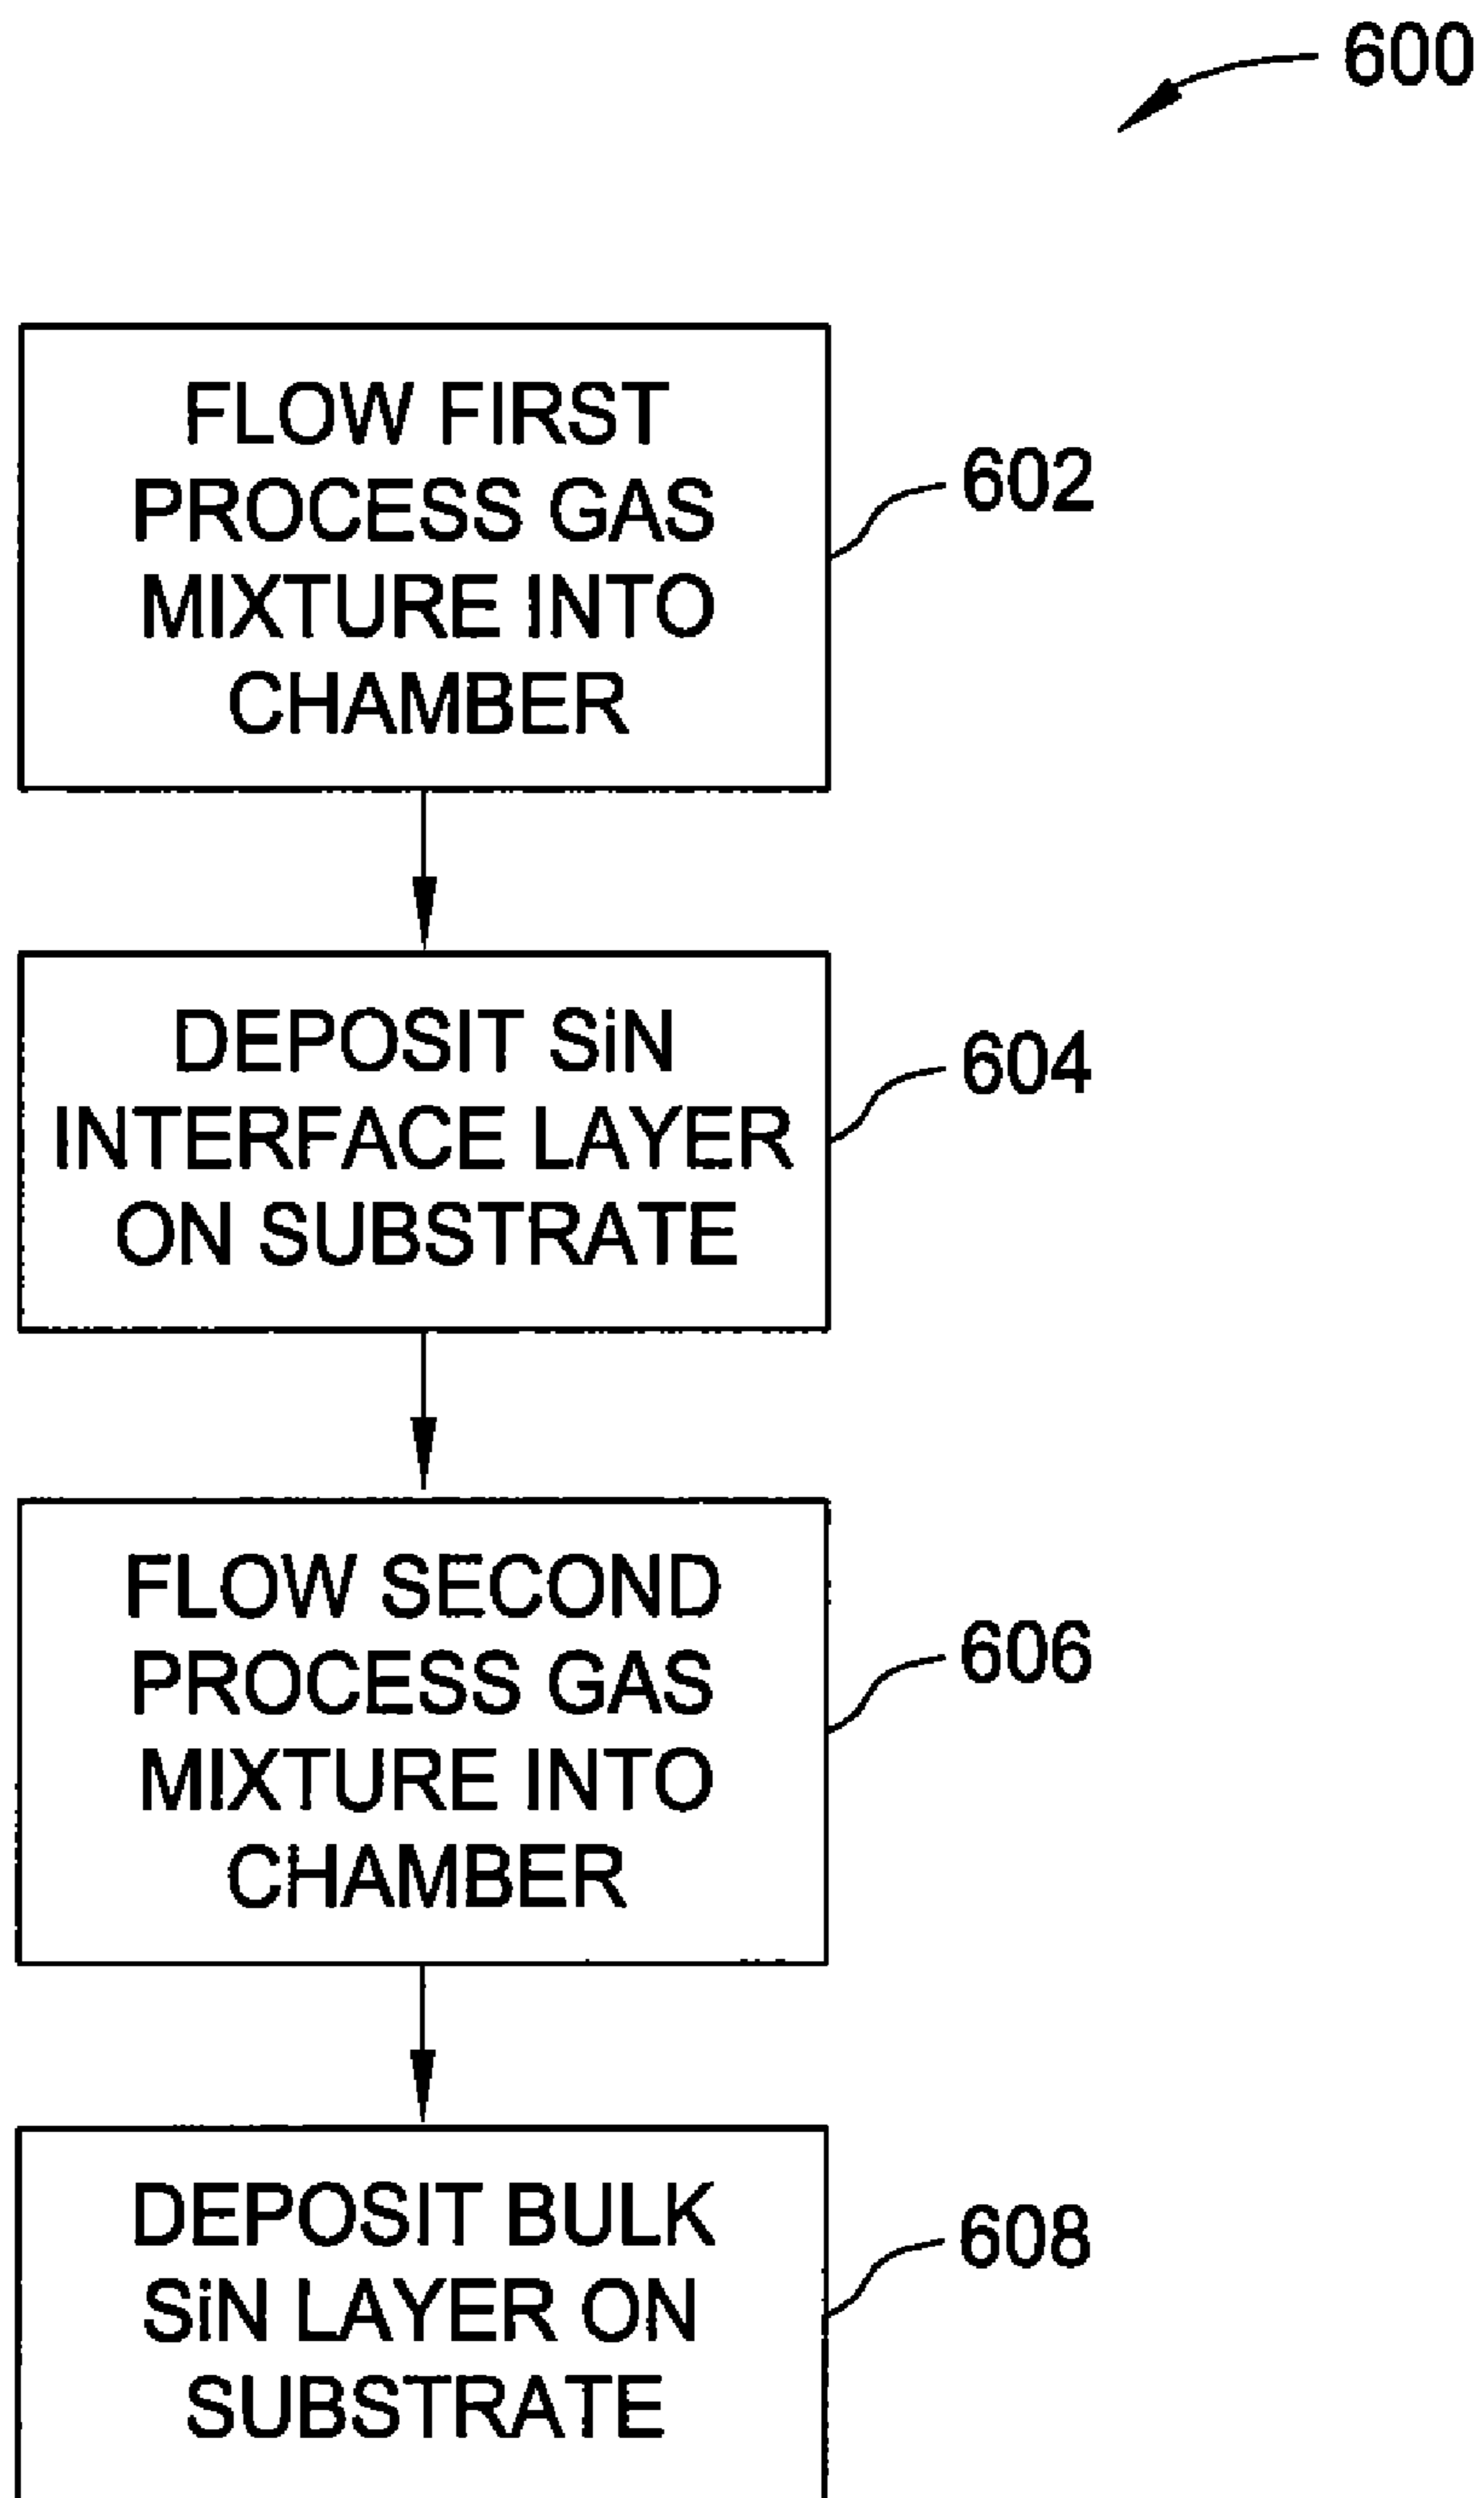 600
FLOW FIRST
PROCESS GAS
MIXTURE INTO
CHAMBER
602
DEPOSIT SiN
INTERFACE LAYER
ON SUBSTRATE
604
FLOW SECOND
PROCESS GAS
MIXTURE INTO
CHAMBER
606
DEPOSIT BULK
SiN LAYER ON
SUBSTRATE
608